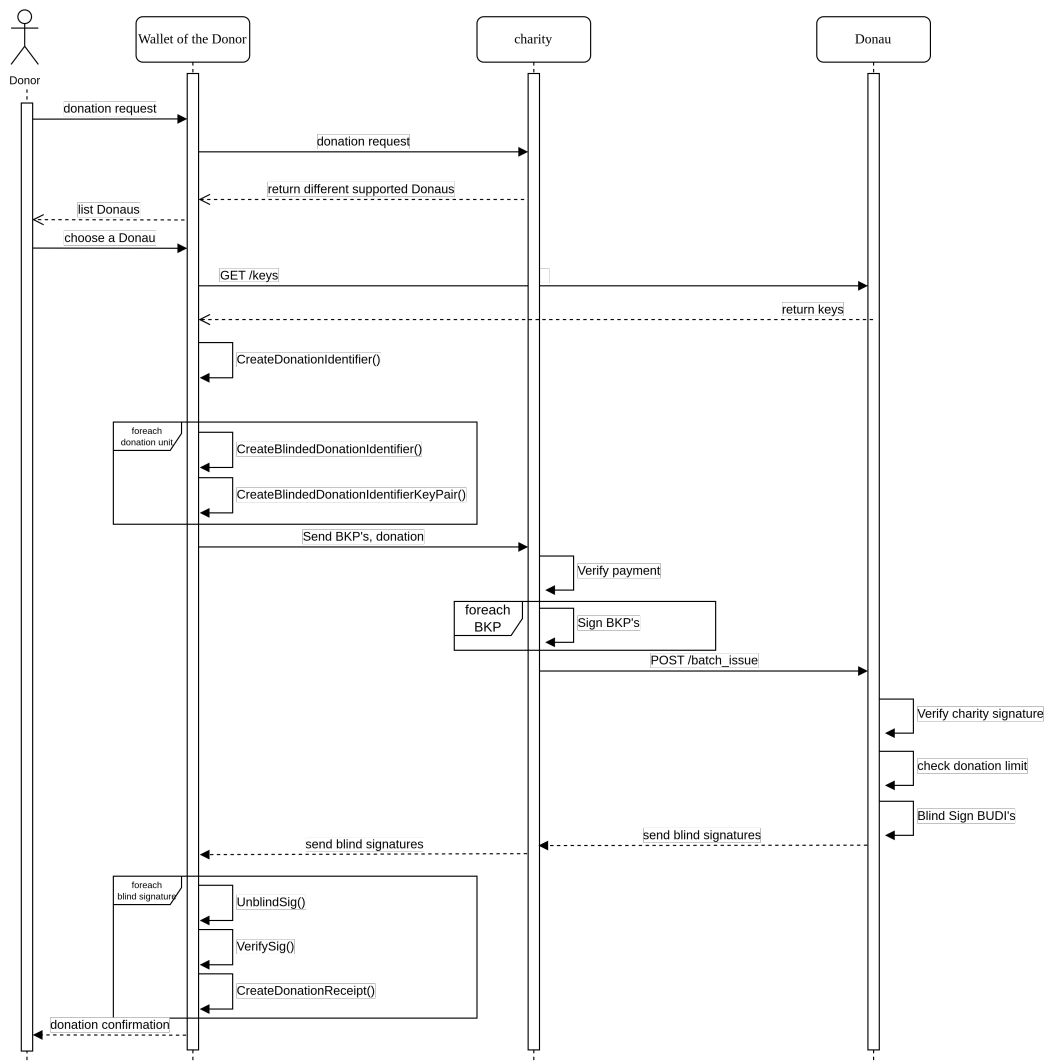 Donor
Wallet of the Donor
charity
Donau
donation request
donation request
return different supported Donaus
list Donaus
choose a Donau
GET /keys
return keys
CreateDonationIdentifier()
foreach
donation unit
CreateBlindedDonationIdentifier()
CreateBlindedDonationIdentifierKeyPair()
Send BKP's, donation
Verify payment
foreach
BKP
Sign BKP's
POST /batch_issue
Verify charity signature
check donation limit
Blind Sign BUDI's
send blind signatures
send blind signatures
foreach
blind signature
UnblindSig()
VerifySig()
CreateDonationReceipt()
donation confirmation